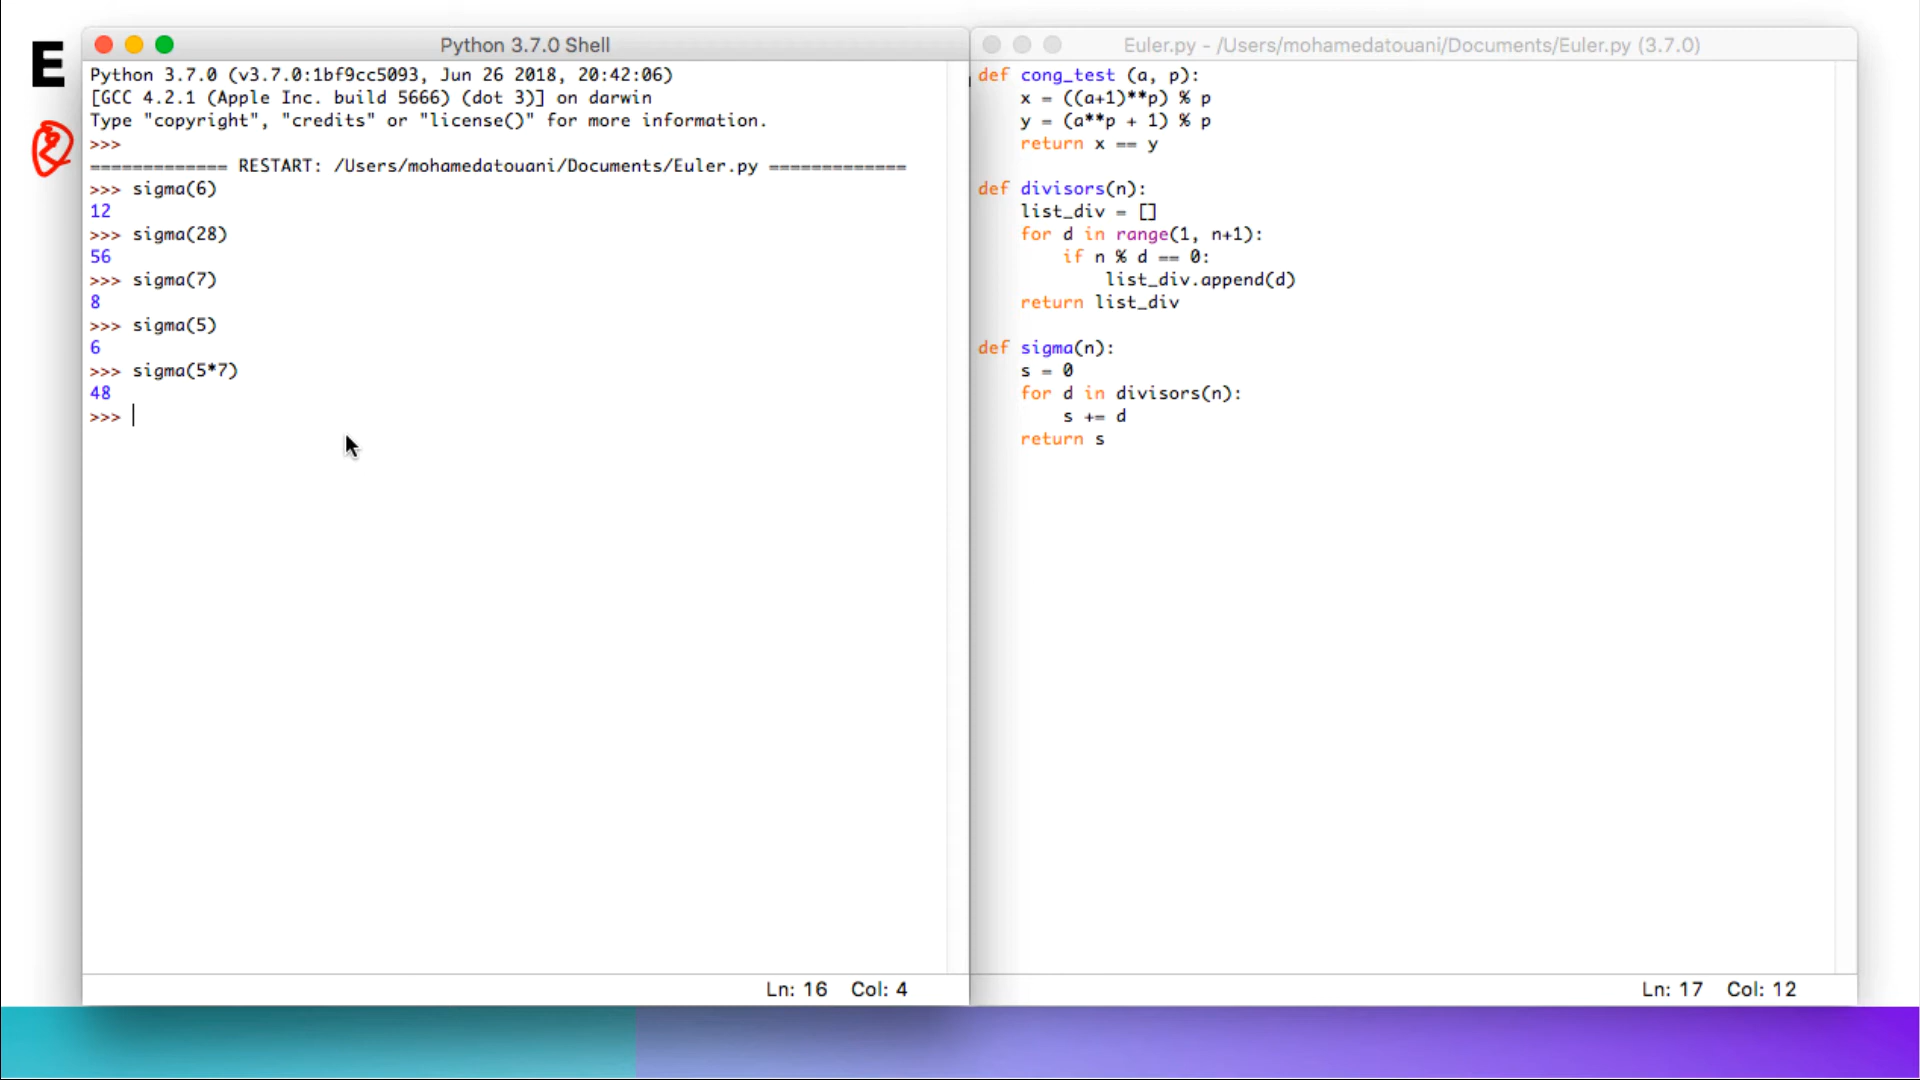 E
Python 3.7.0 Shell
Python 3.7.0 (v3.7.0:1bf9cc5093, Jun 26 2018, 20:42:06)
[GCC 4.2.1 (Apple Inc. build 5666) (dot 3)] on darwin
Type "copyright", "credits" or "license()" for more information.
>>>
============= RESTART: /Users/mohamedatouani/Documents/Euler.py =============
>>> sigma(6)
12
>>> sigma(28)
56
>>> sigma(7)
8
>>> sigma(5)
6
>>> sigma(5*7)
48
>>>
Ln: 16 Col: 4
Euler.py - /Users/mohamedatouani/Documents/Euler.py (3.7.0)
def cong_test (a, p):
    x = ((a+1)**p) % p
    y = (a**p + 1) % p
    return x == y
def divisors(n):
    list_div = []
    for d in range(1, n+1):
        if n % d == 0:
            list_div.append(d)
    return list_div
def sigma(n):
    s = 0
    for d in divisors(n):
        s += d
    return s
Ln: 17 Col: 12